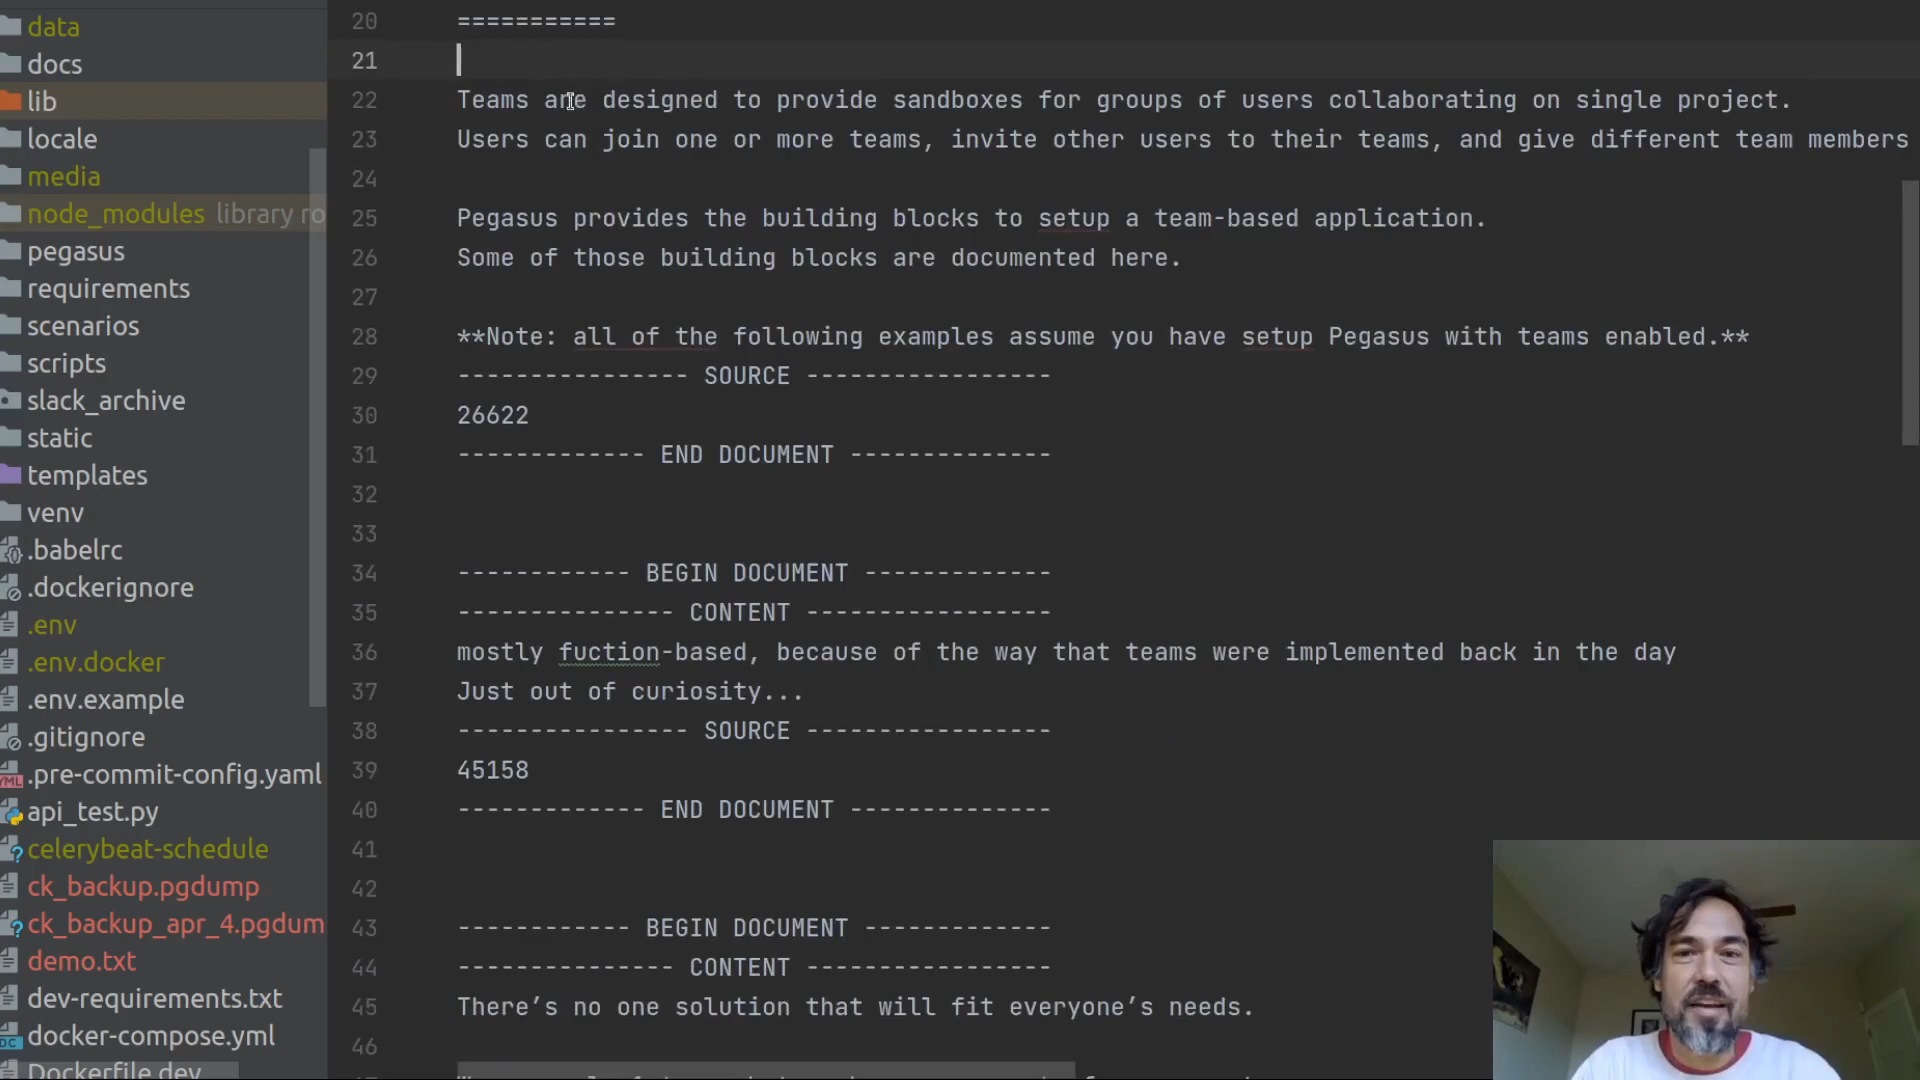 data
docs
lib
locale
media
node_modules library ro
pegasus
requirements
scenarios
scripts
slack_archive
static
templates
venv
.babelrc
.dockerignore
.env
.env.docker
.env.example
.gitignore
.pre-commit-config.yaml
api_test.py
celerybeat-schedule
ck_backup.pgdump
ck_backup_apr_4.pgdum
demo.txt
dev-requirements.txt
docker-compose.yml
Dockerfile.dev
20 ===========
21
22 Teams are designed to provide sandboxes for groups of users collaborating on single project.
23 Users can join one or more teams, invite other users to their teams, and give different team members
24
25 Pegasus provides the building blocks to setup a team-based application.
26 Some of those building blocks are documented here.
27
28 **Note: all of the following examples assume you have setup Pegasus with teams enabled.**
29 ---------------- SOURCE -----------------
30 26622
31 ------------- END DOCUMENT --------------
32
33
34 ------------ BEGIN DOCUMENT -------------
35 --------------- CONTENT -----------------
36 mostly fuction-based, because of the way that teams were implemented back in the day
37 Just out of curiosity...
38 ---------------- SOURCE -----------------
39 45158
40 ------------- END DOCUMENT --------------
41
42
43 ------------ BEGIN DOCUMENT -------------
44 --------------- CONTENT -----------------
45 There’s no one solution that will fit everyone’s needs.
46